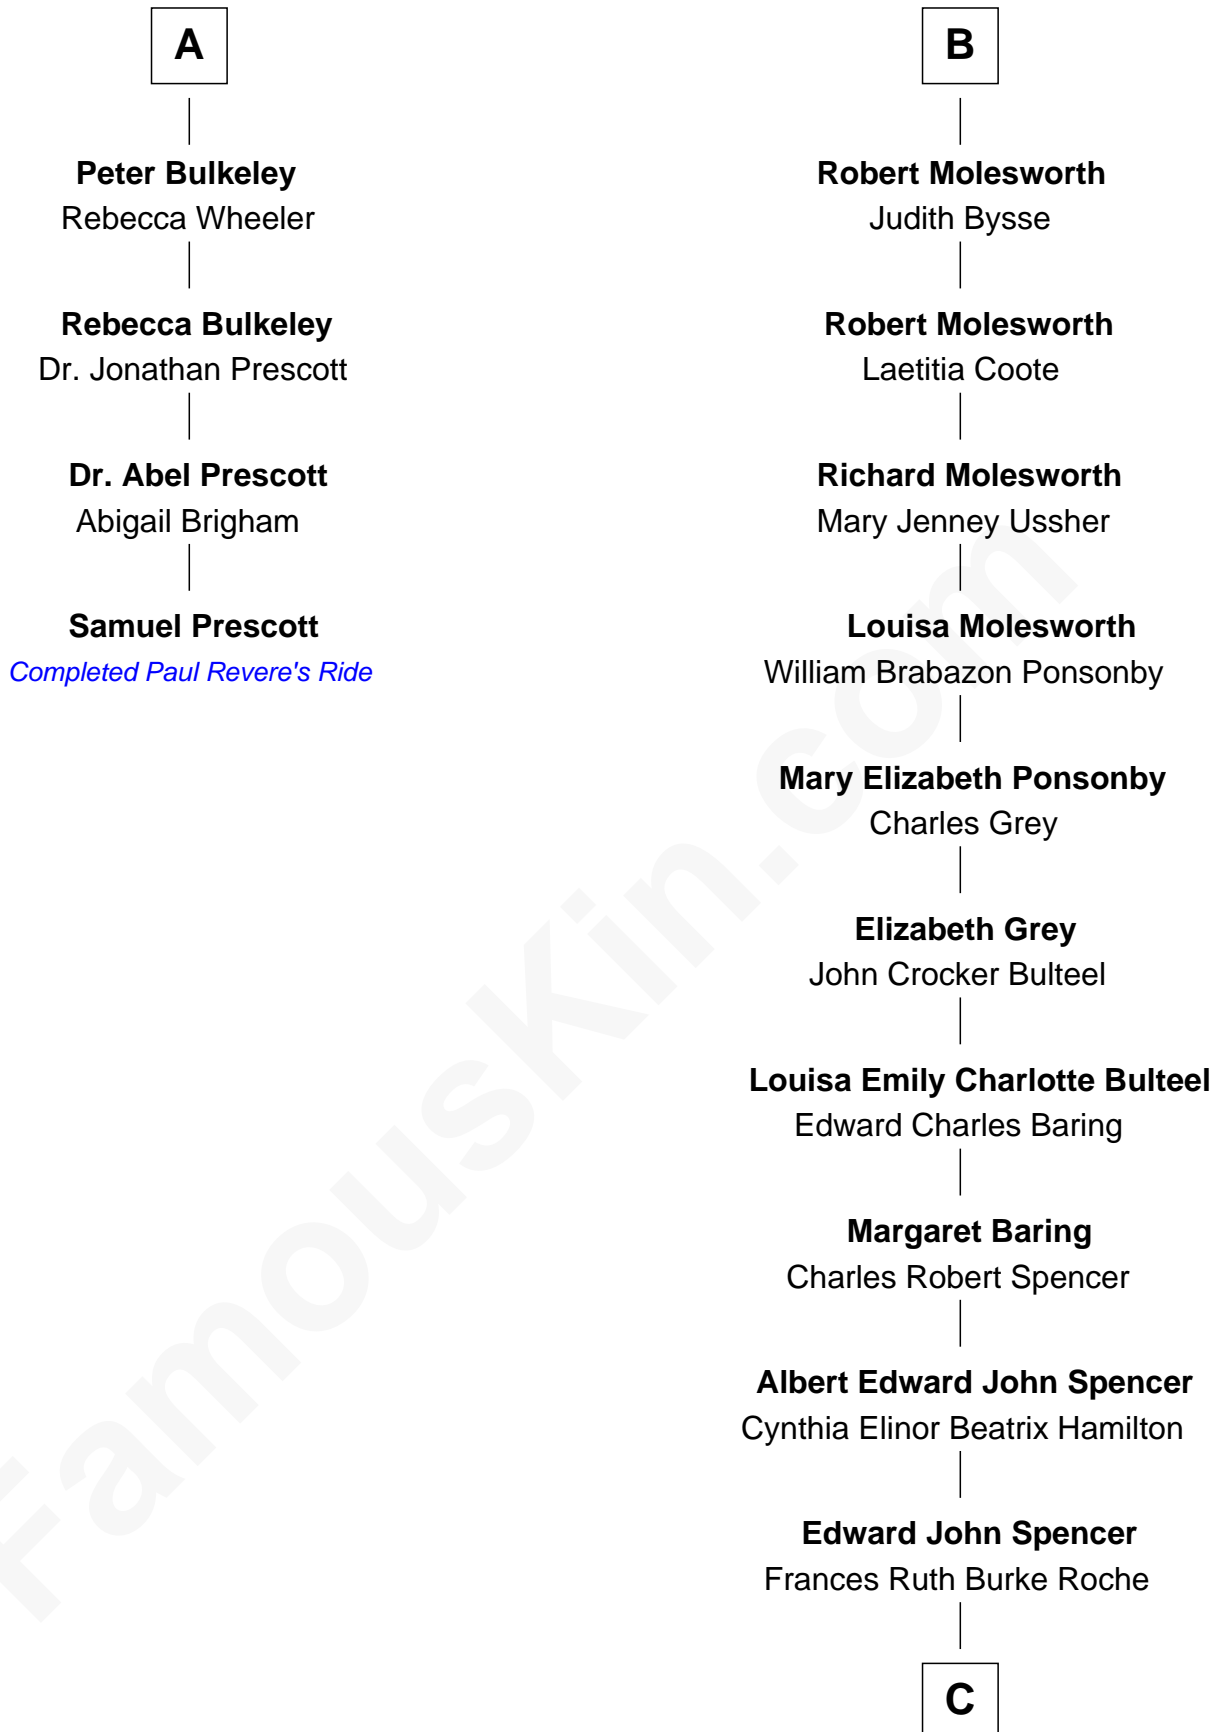 A
Peter Bulkeley
Rebecca Wheeler
Rebecca Bulkeley
Dr. Jonathan Prescott
Dr. Abel Prescott
Abigail Brigham
Samuel Prescott
Completed Paul Revere's Ride
B
Robert Molesworth
Judith Bysse
Robert Molesworth
Laetitia Coote
Richard Molesworth
Mary Jenney Ussher
Louisa Molesworth
William Brabazon Ponsonby
Mary Elizabeth Ponsonby
Charles Grey
Elizabeth Grey
John Crocker Bulteel
Louisa Emily Charlotte Bulteel
Edward Charles Baring
Margaret Baring
Charles Robert Spencer
Albert Edward John Spencer
Cynthia Elinor Beatrix Hamilton
Edward John Spencer
Frances Ruth Burke Roche
C
FamousKin.com